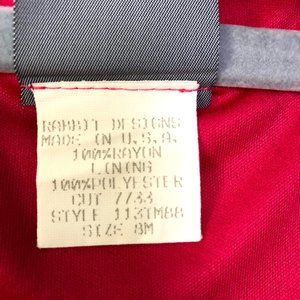 RABBIT DESIGNS
MADE IN U.S.A.
100%RAYON
LINING
100%POLYESTER
CUT 7733
STYLE 113TM88
SIZE 8M